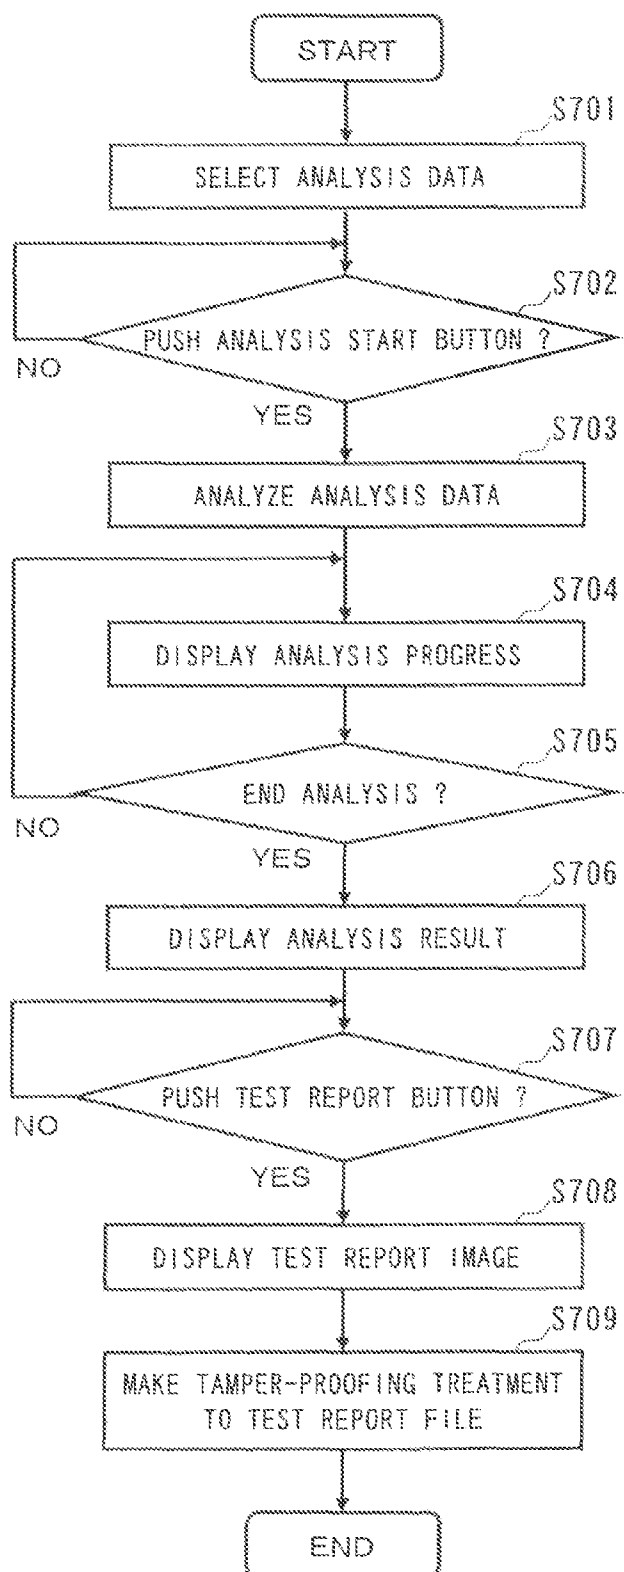 START
S701
SELECT ANALYSIS DATA
S702
PUSH ANALYSIS START BUTTON ?
NO
YES
S703
ANALYZE ANALYSIS DATA
S704
DISPLAY ANALYSIS PROGRESS
S705
END ANALYSIS ?
NO
YES
S706
DISPLAY ANALYSIS RESULT
S707
PUSH TEST REPORT BUTTON ?
NO
YES
S708
DISPLAY TEST REPORT IMAGE
S709
MAKE TAMPER-PROOFING TREATMENT
TO TEST REPORT FILE
END